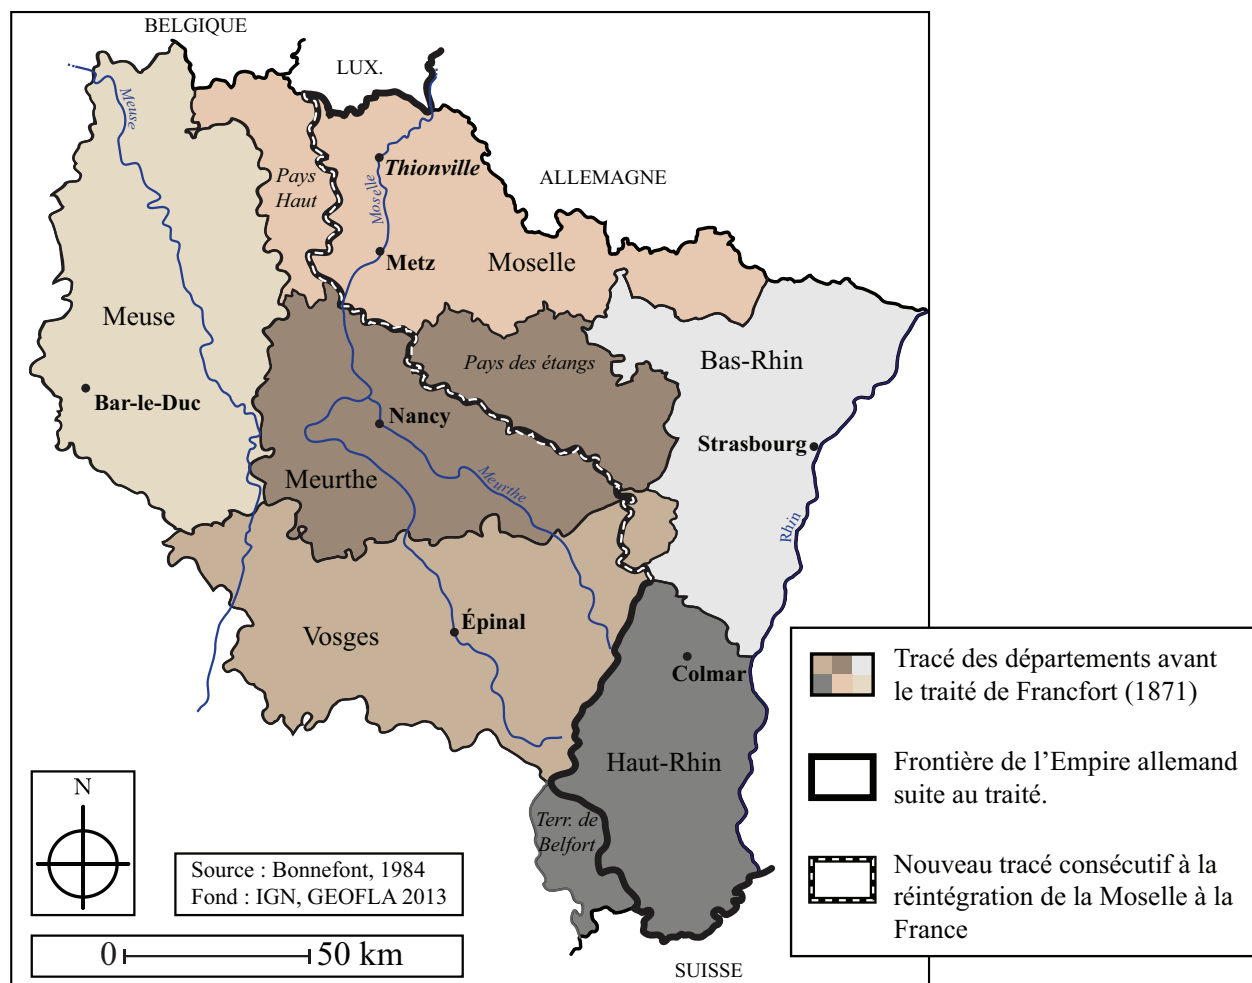 BELGIQUE
LUX.
ALLEMAGNE
Meuse
Pays
Haut
Moselle
Thionville
Metz
Moselle
Meuse
Bar-le-Duc
Pays des étangs
Bas-Rhin
Nancy
Strasbourg
Meurthe
Meurthe
Rhin
Vosges
Épinal
Colmar
Haut-Rhin
Terr. de
Belfort
SUISSE
N
Source : Bonnefont, 1984
Fond : IGN, GEOFLA 2013
0 50 km
Tracé des départements avant
le traité de Francfort (1871)
Frontière de l’Empire allemand
suite au traité.
Nouveau tracé consécutif à la
réintégration de la Moselle à la
France